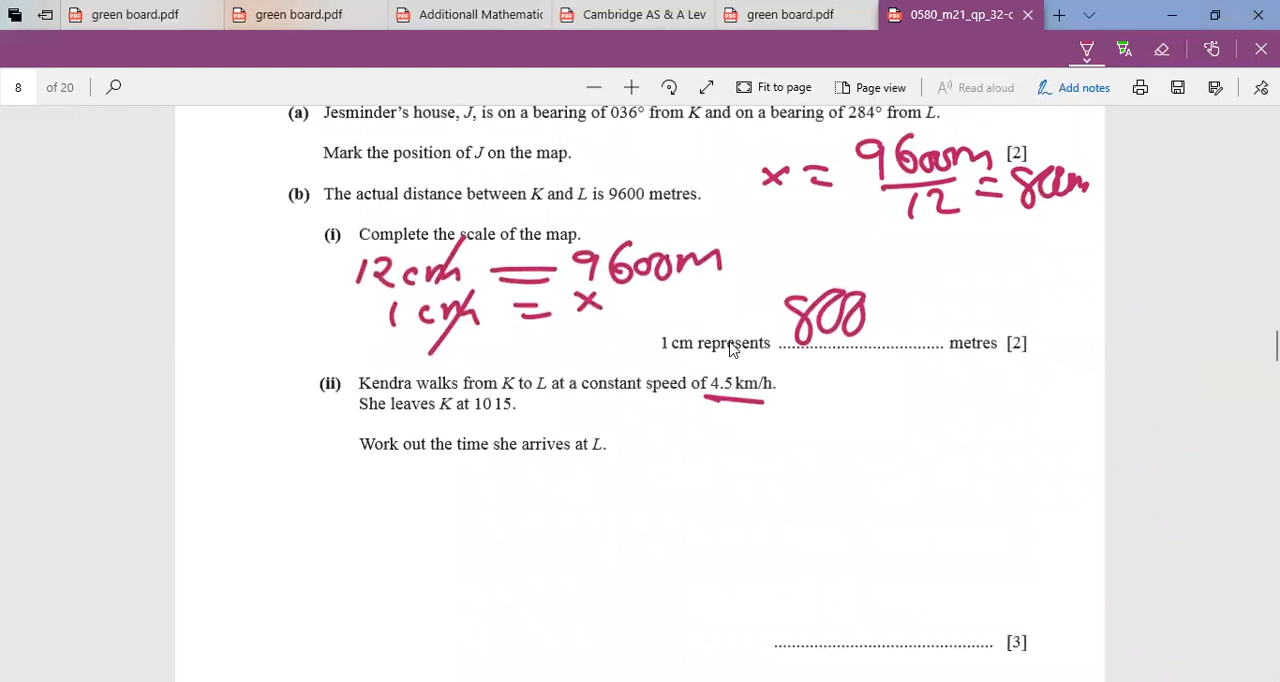 green board.pdf
green board.pdf
Additionall Mathematic
Cambridge AS & A Lev
green board.pdf
0580_m21_qp_32-c
8 of 20
Fit to page
Page view
Read aloud
Add notes
(a) Jesminder's house, J, is on a bearing of 036° from K and on a bearing of 284° from L.
Mark the position of J on the map. [2]
x = 9600m / 12 = 800m
(b) The actual distance between K and L is 9600 metres.
(i) Complete the scale of the map.
12cm = 9600m
1cm = x
800
1 cm represents ........................................ metres [2]
(ii) Kendra walks from K to L at a constant speed of 4.5 km/h.
She leaves K at 10 15.
Work out the time she arrives at L.
..................................................... [3]